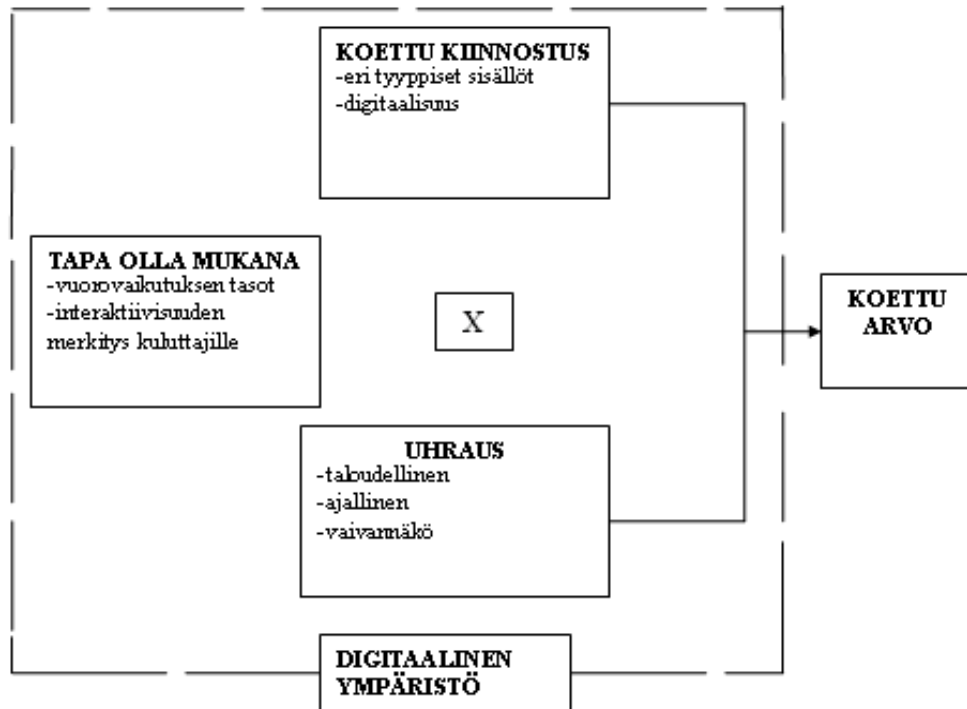 KOETTU KIINNOSTUS
-eri tyyppiset sisällöt
-digitaalisuus
TAPA OLLA MUKANA
-vuorovaikutuksen tasot
-interaktiivisuuden
merkitys kuluttajille
X
KOETTU
ARVO
UHRAUS
-taloudellinen
-ajallinen
-vaivannäkö
DIGITAALINEN
YMPÄRISTÖ